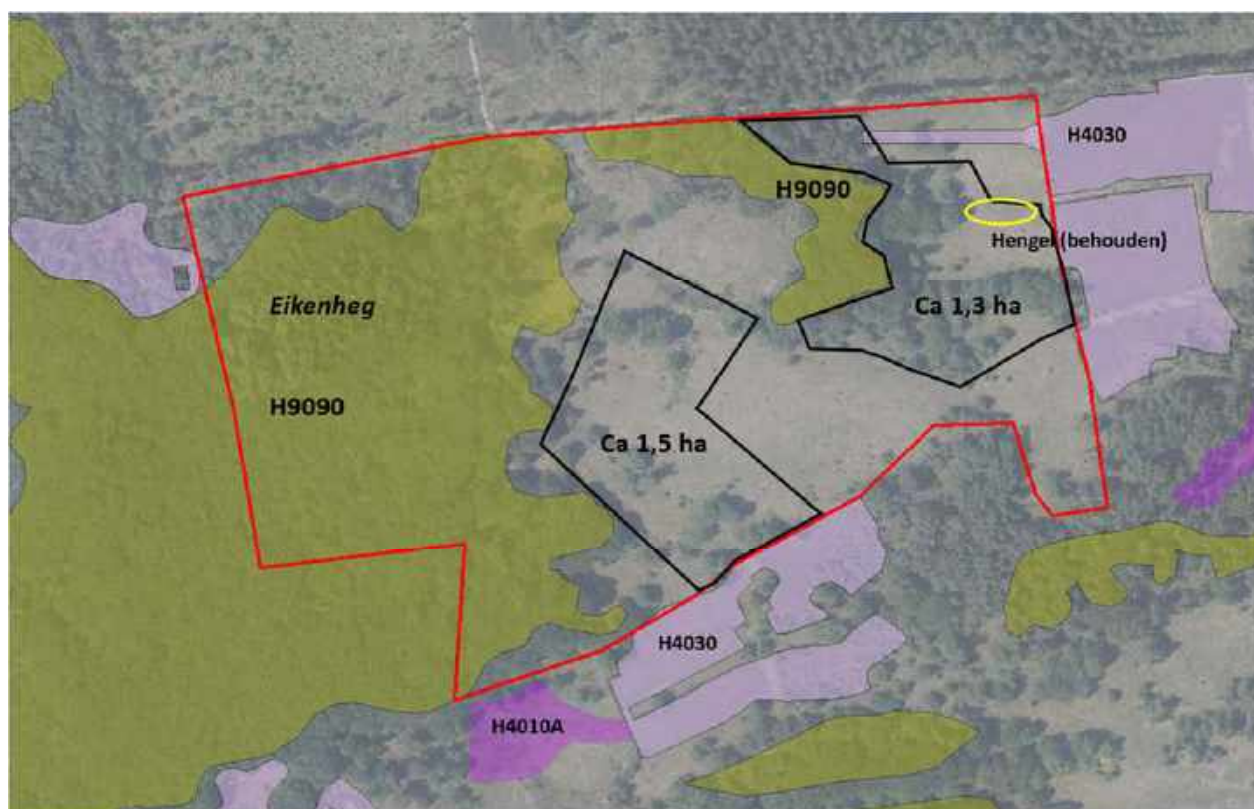 H4030
H9090
Hengel (behouden)
Eikenheg
Ca 1,3 ha
H9090
Ca 1,5 ha
H4030
H4010A